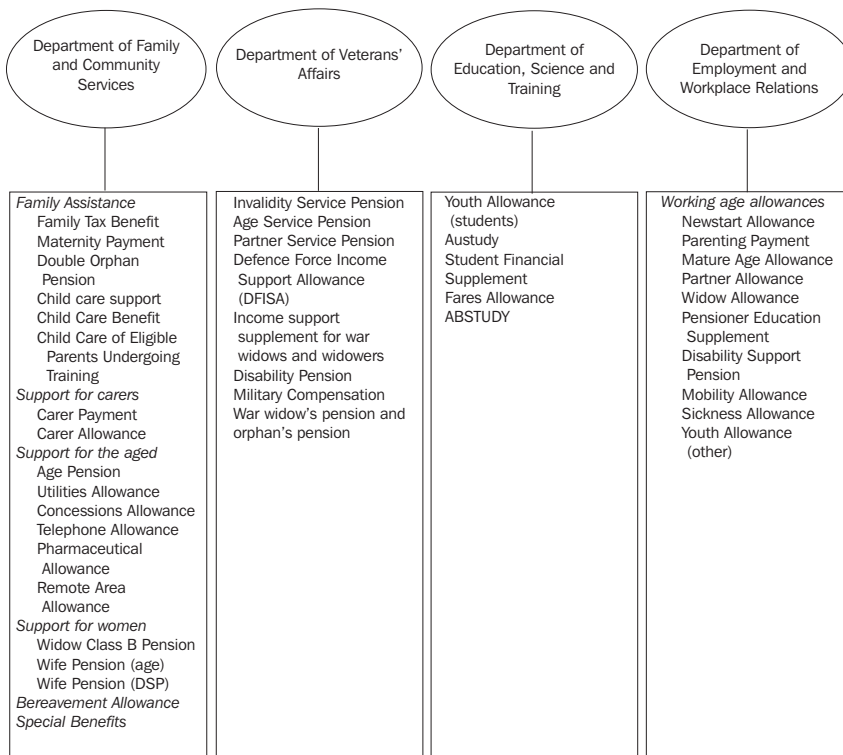 Department of Family
and Community
Services
Department of Veterans’
Affairs
Department of
Education, Science and
Training
Department of
Employment and
Workplace Relations
Family Assistance
Family Tax Benefit
Maternity Payment
Double Orphan
Pension
Child care support
Child Care Benefit
Child Care of Eligible
Parents Undergoing
Training
Support for carers
Carer Payment
Carer Allowance
Support for the aged
Age Pension
Utilities Allowance
Concessions Allowance
Telephone Allowance
Pharmaceutical
Allowance
Remote Area
Allowance
Support for women
Widow Class B Pension
Wife Pension (age)
Wife Pension (DSP)
Bereavement Allowance
Special Benefits
Invalidity Service Pension
Age Service Pension
Partner Service Pension
Defence Force Income
Support Allowance
(DFISA)
Income support
supplement for war
widows and widowers
Disability Pension
Military Compensation
War widow’s pension and
orphan’s pension
Youth Allowance
(students)
Austudy
Student Financial
Supplement
Fares Allowance
ABSTUDY
Working age allowances
Newstart Allowance
Parenting Payment
Mature Age Allowance
Partner Allowance
Widow Allowance
Pensioner Education
Supplement
Disability Support
Pension
Mobility Allowance
Sickness Allowance
Youth Allowance
(other)